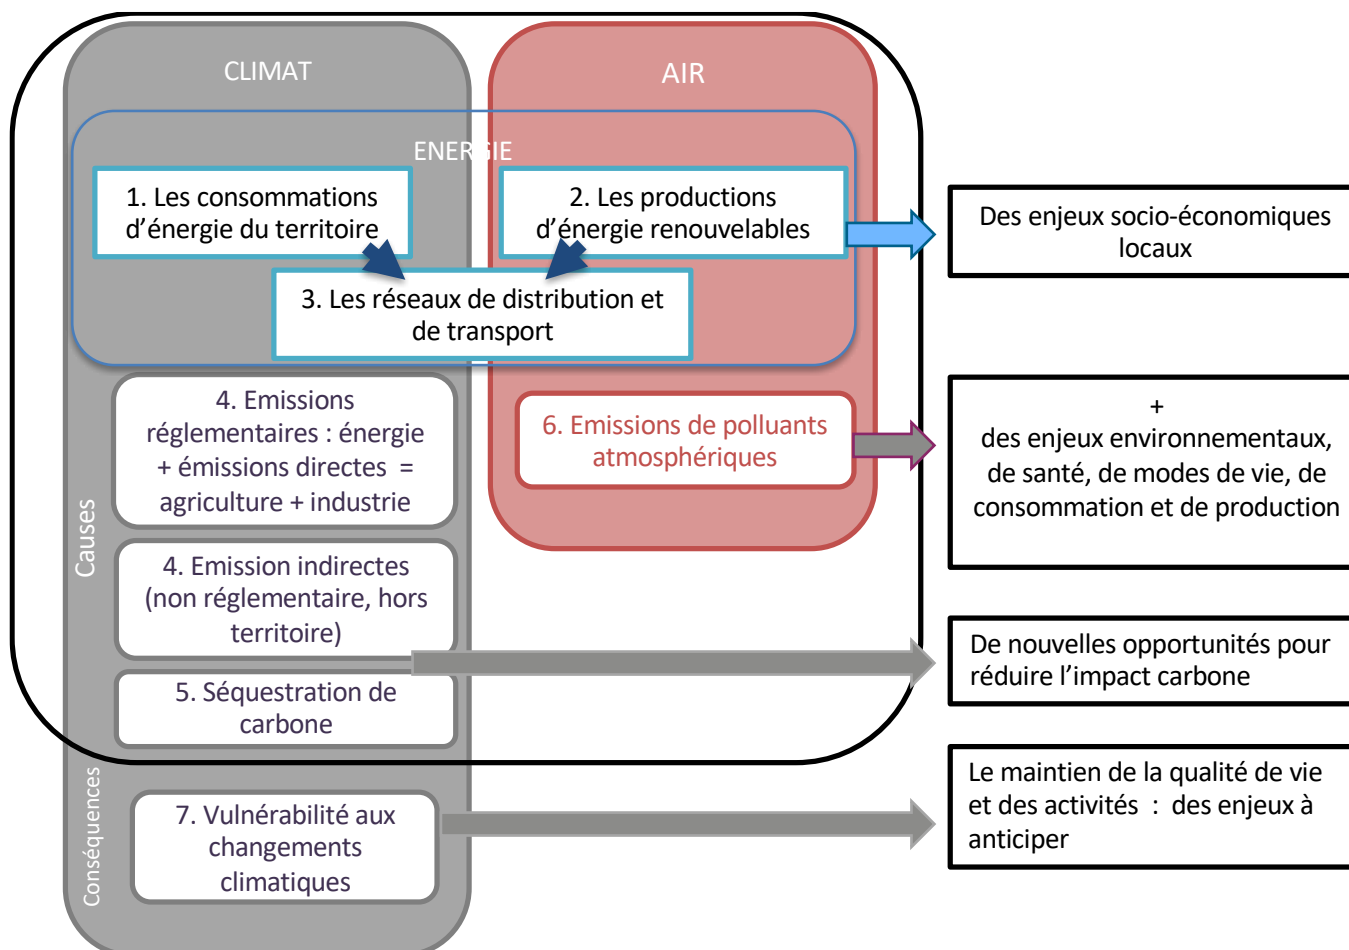 CLIMAT
AIR
ENERGIE
1. Les consommations
d'énergie du territoire
2. Les productions
d'énergie renouvelables
3. Les réseaux de distribution et
de transport
Des enjeux socio-économiques
locaux
Causes
4. Emissions
réglementaires : énergie
+ émissions directes =
agriculture + industrie
6. Emissions de polluants
atmosphériques
+
des enjeux environnementaux,
de santé, de modes de vie, de
consommation et de production
4. Emission indirectes
(non réglementaire, hors
territoire)
De nouvelles opportunités pour
réduire l'impact carbone
5. Séquestration de
carbone
Conséquences
7. Vulnérabilité aux
changements
climatiques
Le maintien de la qualité de vie
et des activités : des enjeux à
anticiper